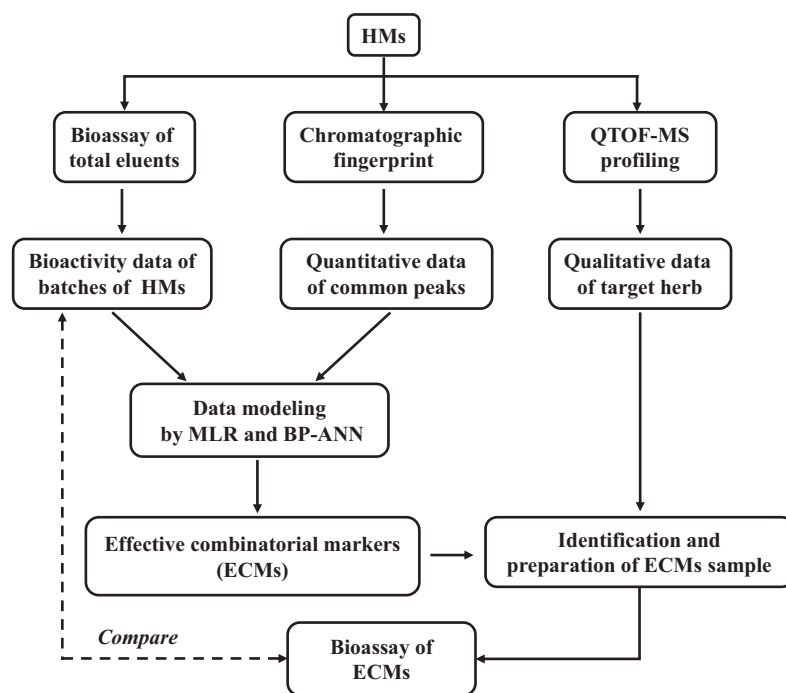 HMs
Bioassay of
total eluents
Chromatographic
fingerprint
QTOF-MS
profiling
Bioactivity data of
batches of HMs
Quantitative data
of common peaks
Qualitative data
of target herb
Data modeling
by MLR and BP-ANN
Effective combinatorial markers
(ECMs)
Identification and
preparation of ECMs sample
Compare
Bioassay of
ECMs